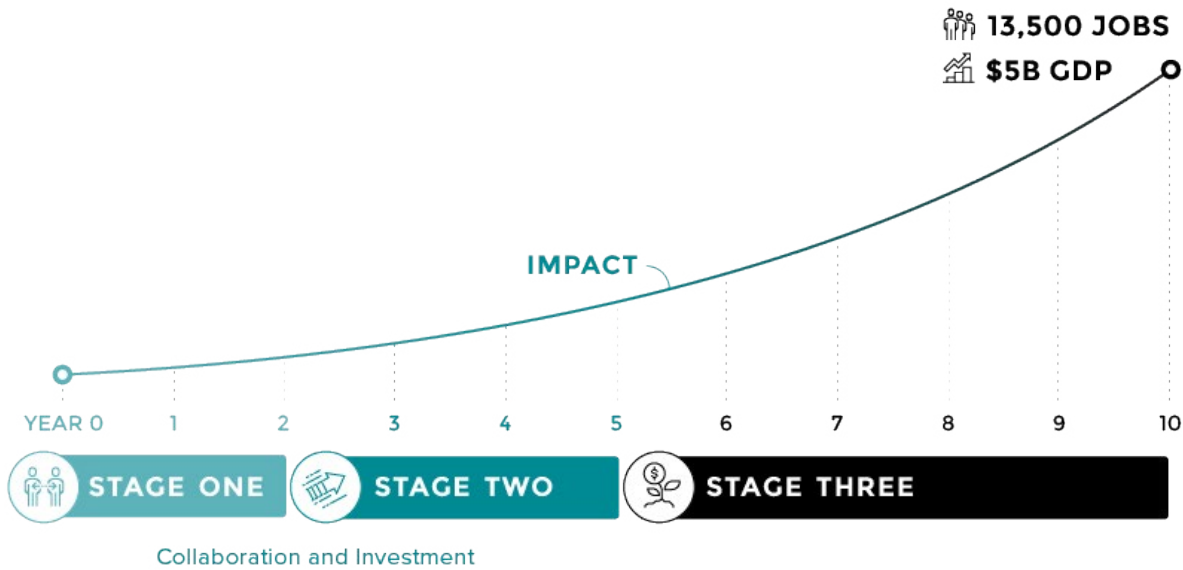 13,500 JOBS
$5B GDP
IMPACT
YEAR 0 1 2 3 4 5 6 7 8 9 10
STAGE ONE STAGE TWO $ STAGE THREE
Collaboration and Investment